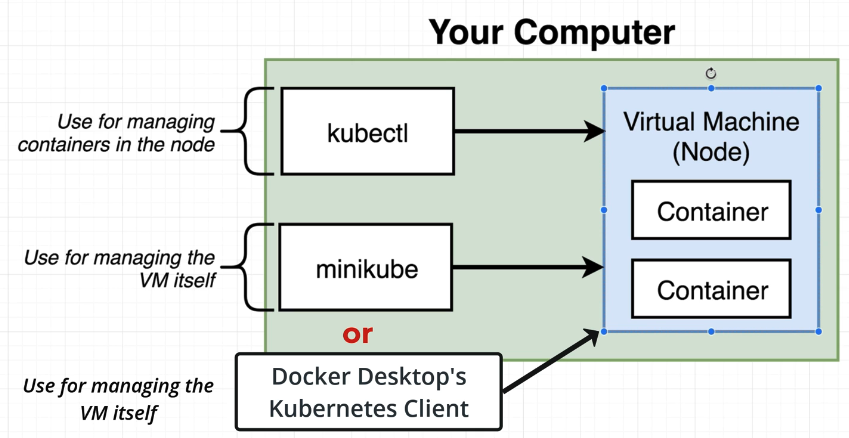 Your Computer
Use for managing
containers in the node
kubectl
Virtual Machine
(Node)
Container
Container
Use for managing the
VM itself
minikube
or
Use for managing the
VM itself
Docker Desktop's
Kubernetes Client